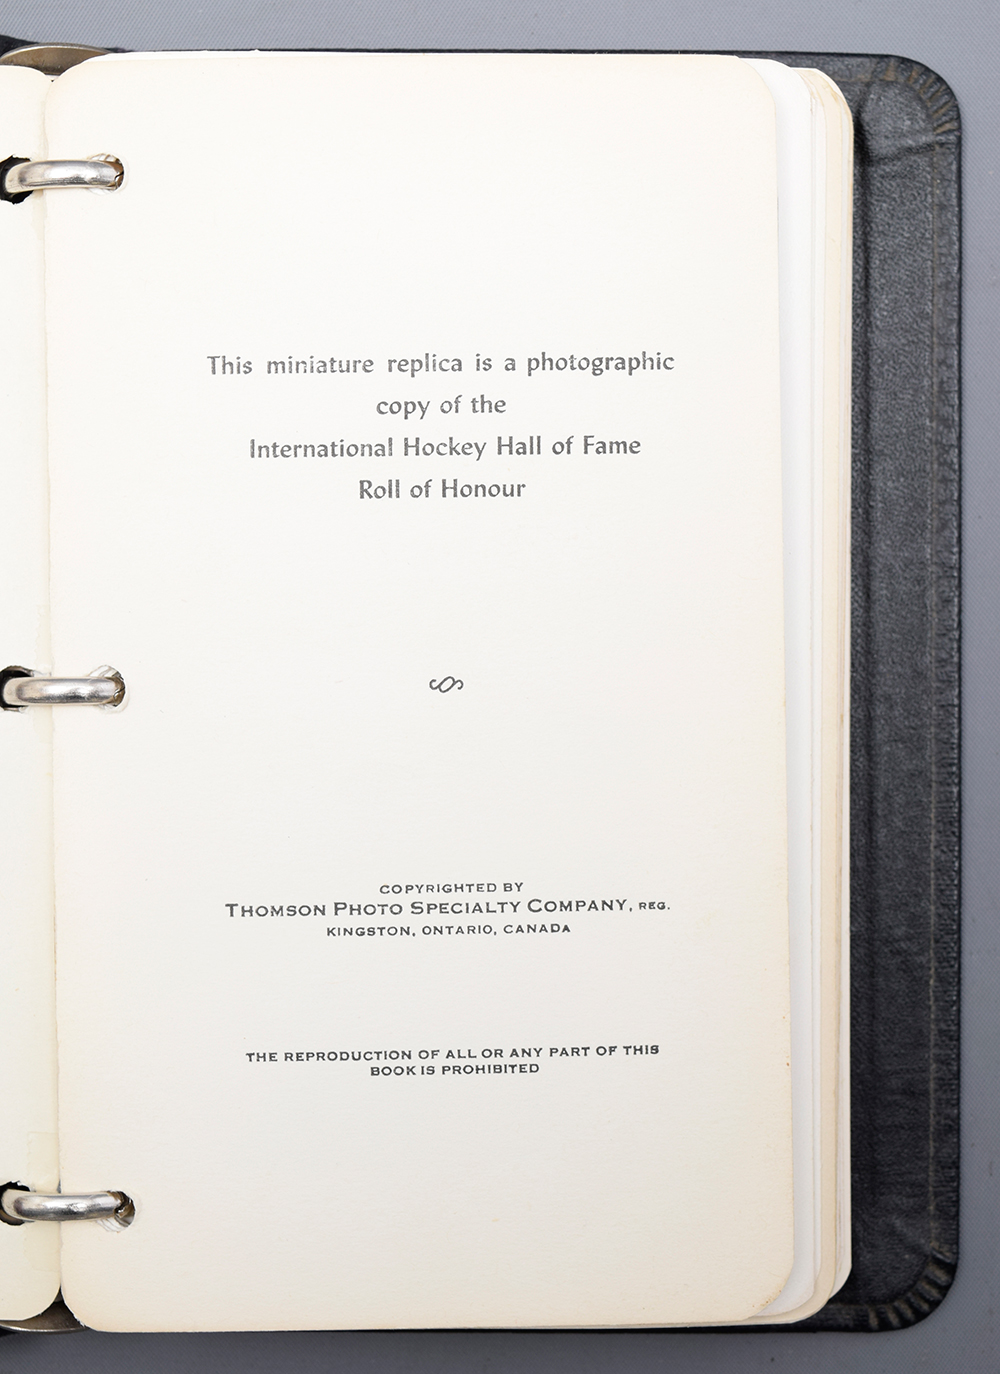 This miniature replica is a photographic
copy of the
International Hockey Hall of Fame
Roll of Honour
COPYRIGHTED BY
THOMSON PHOTO SPECIALTY COMPANY, REG.
KINGSTON, ONTARIO, CANADA
THE REPRODUCTION OF ALL OR ANY PART OF THIS
BOOK IS PROHIBITED